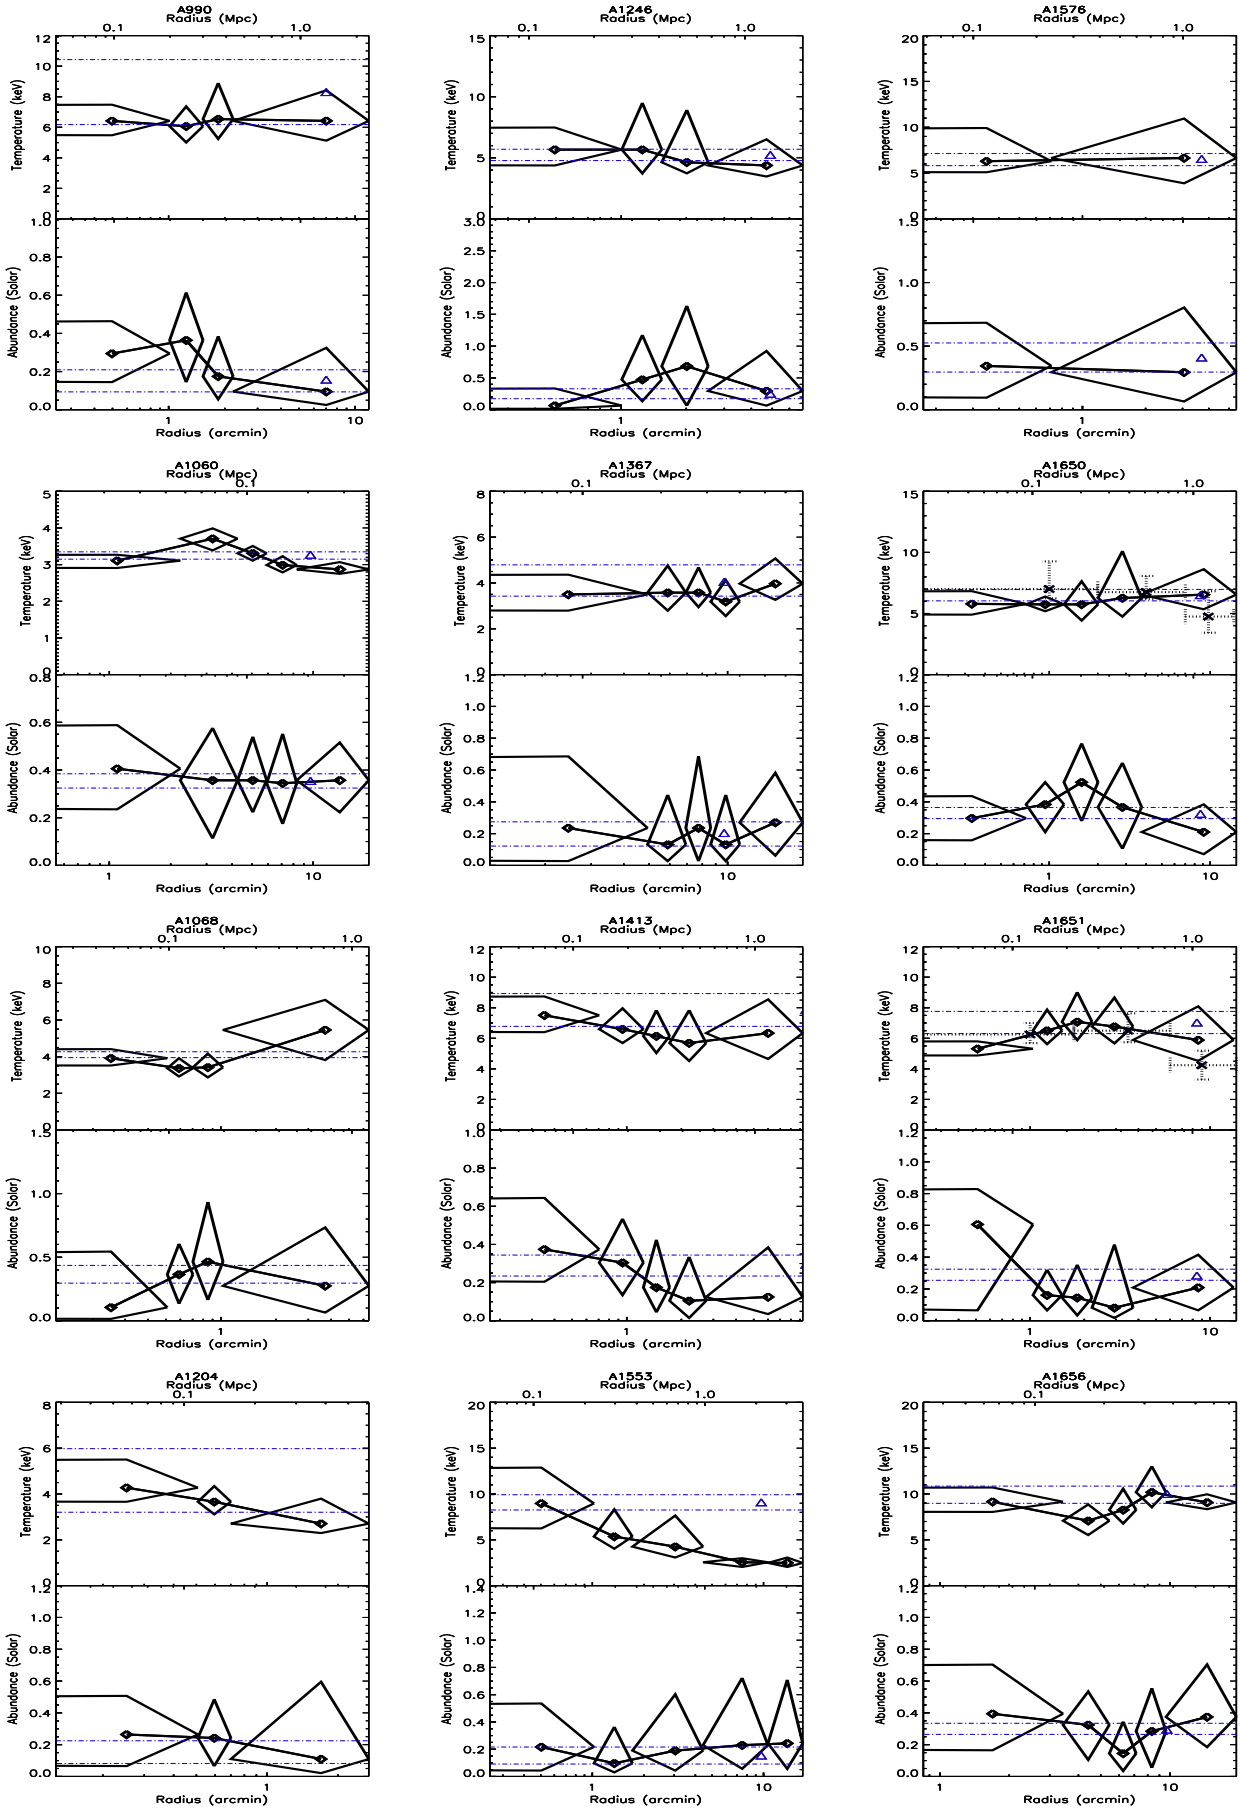 A990
Radius (Mpc)
0.1 1.0
12
10
8
6
4
2
0
Temperature (keV)
1.0
0.8
0.6
0.4
0.2
0.0
Abundance (Solar)
1 10
Radius (arcmin)
A1246
Radius (Mpc)
0.1 1.0
15
10
5
0
Temperature (keV)
3.0
2.5
2.0
1.5
1.0
0.5
0.0
Abundance (Solar)
1
Radius (arcmin)
A1576
Radius (Mpc)
0.1 1.0
20
15
10
5
0
Temperature (keV)
1.5
1.0
0.5
0.0
Abundance (Solar)
1
Radius (arcmin)
A1060
Radius (Mpc)
0.1
5
4
3
2
1
0
Temperature (keV)
0.8
0.6
0.4
0.2
0.0
Abundance (Solar)
1 10
Radius (arcmin)
A1367
Radius (Mpc)
0.1
8
6
4
2
0
Temperature (keV)
1.2
1.0
0.8
0.6
0.4
0.2
0.0
Abundance (Solar)
10
Radius (arcmin)
A1650
Radius (Mpc)
0.1 1.0
15
10
5
0
Temperature (keV)
1.2
1.0
0.8
0.6
0.4
0.2
0.0
Abundance (Solar)
1 10
Radius (arcmin)
A1068
Radius (Mpc)
0.1 1.0
10
8
6
4
2
0
Temperature (keV)
1.5
1.0
0.5
0.0
Abundance (Solar)
1
Radius (arcmin)
A1413
Radius (Mpc)
0.1 1.0
12
10
8
6
4
2
0
Temperature (keV)
1.0
0.8
0.6
0.4
0.2
0.0
Abundance (Solar)
1
Radius (arcmin)
A1651
Radius (Mpc)
0.1 1.0
12
10
8
6
4
2
0
Temperature (keV)
1.2
1.0
0.8
0.6
0.4
0.2
0.0
Abundance (Solar)
1 10
Radius (arcmin)
A1204
Radius (Mpc)
0.1
8
6
4
2
0
Temperature (keV)
1.2
1.0
0.8
0.6
0.4
0.2
0.0
Abundance (Solar)
1
Radius (arcmin)
A1553
Radius (Mpc)
0.1 1.0
20
15
10
5
0
Temperature (keV)
1.4
1.2
1.0
0.8
0.6
0.4
0.2
0.0
Abundance (Solar)
1 10
Radius (arcmin)
A1656
Radius (Mpc)
0.1
20
15
10
5
0
Temperature (keV)
1.2
1.0
0.8
0.6
0.4
0.2
0.0
Abundance (Solar)
1 10
Radius (arcmin)